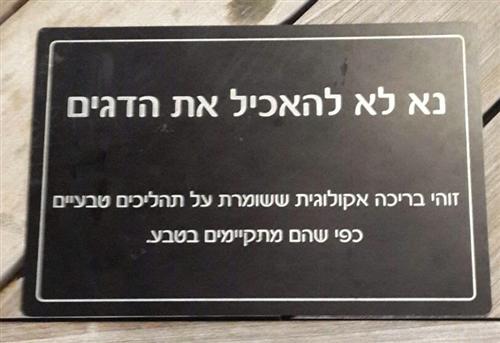 נא לא להאכיל את הדגים
זוהי בריכה אקולוגית ששומרת על תהליכים טבעיים
כפי שהם מתקיימים בטבע.